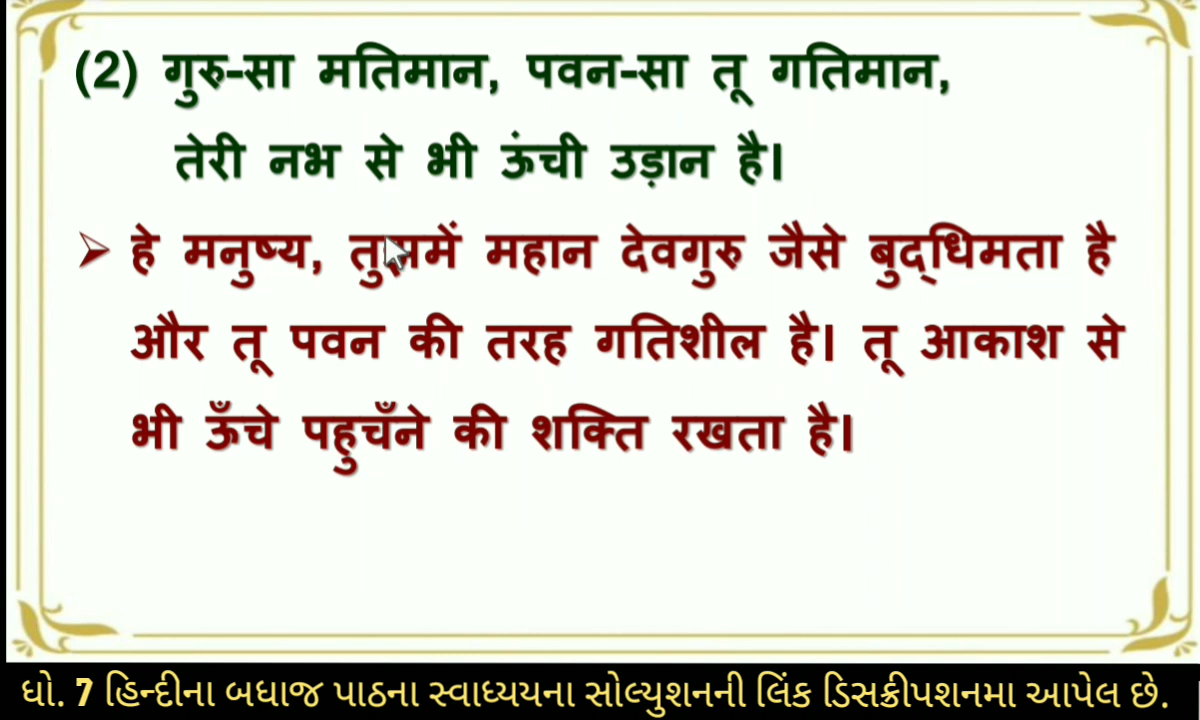 (2) गुरु-सा मतिमान, पवन-सा तू गतिमान,
तेरी नभ से भी ऊंची उड़ान है।
हे मनुष्य, तुझमें महान देवगुरु जैसे बुद्धिमता है
और तू पवन की तरह गतिशील है। तू आकाश से
भी ऊँचे पहुचँने की शक्ति रखता है।
ધો. 7 હિન્દીના બધાજ પાઠના સ્વાધ્યયના સોલ્યુશનની લિંક ડિસક્રીપશનમા આપેલ છે.